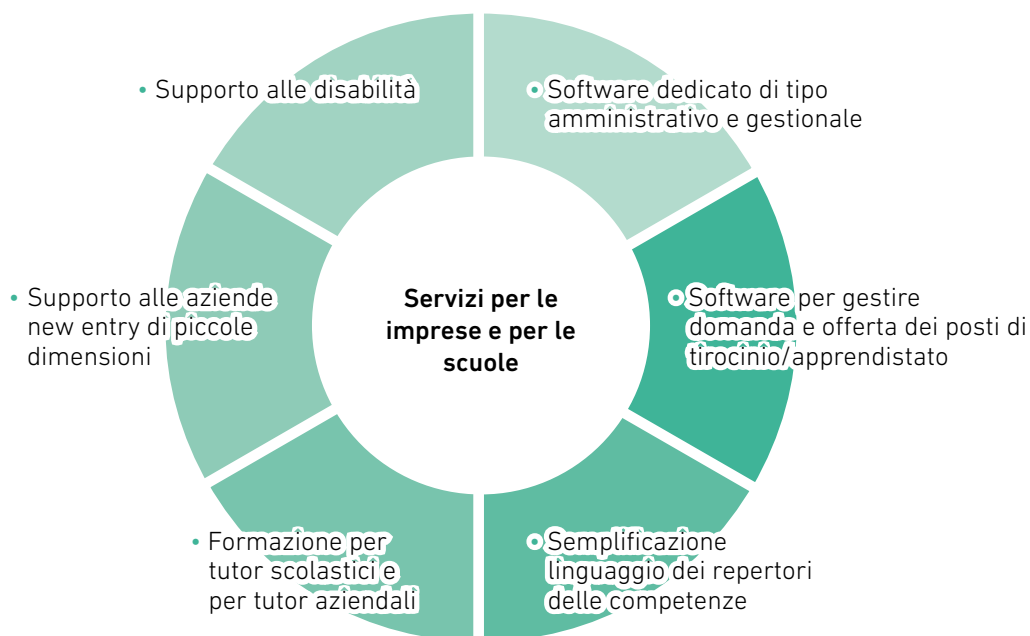 • Supporto alle disabilità
• Software dedicato di tipo
amministrativo e gestionale
• Supporto alle aziende
new entry di piccole
dimensioni
Servizi per le
imprese e per le
scuole
• Software per gestire
domanda e offerta dei posti di
tirocinio/apprendistato
• Formazione per
tutor scolastici e
per tutor aziendali
• Semplificazione
linguaggio dei repertori
delle competenze